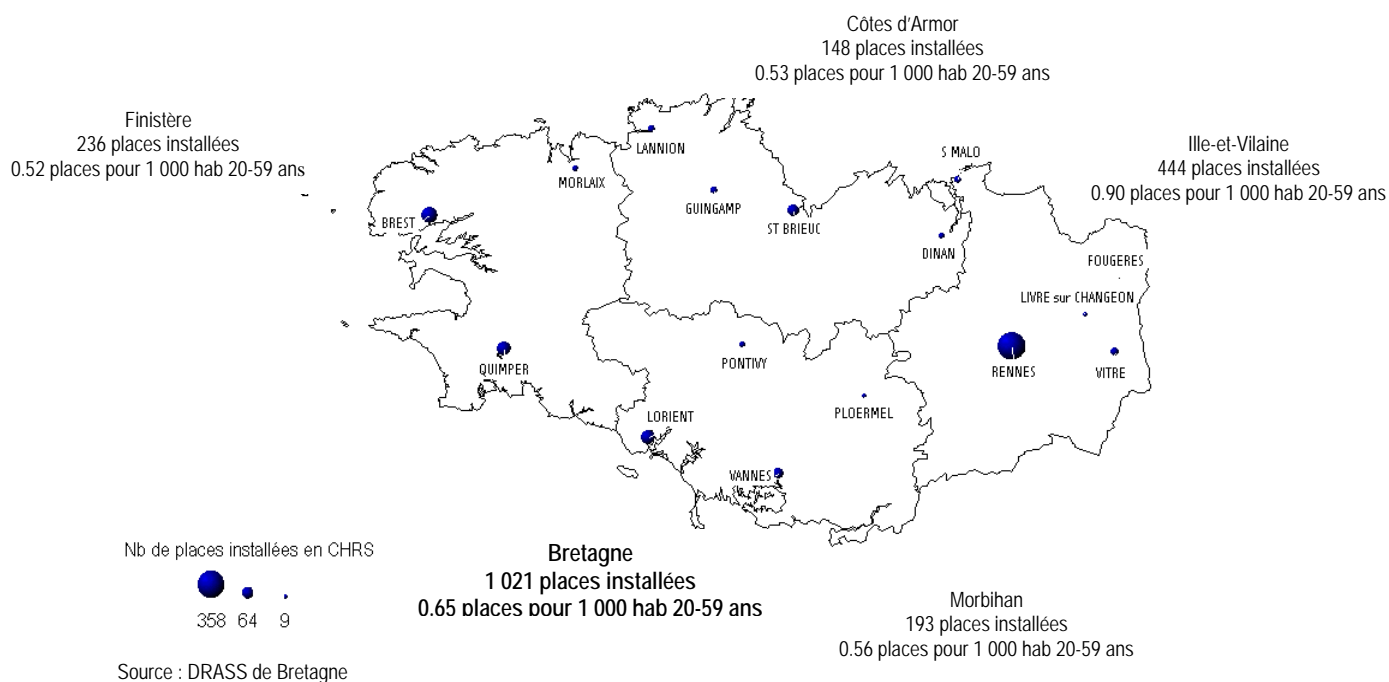 Côtes d'Armor
148 places installées
0.53 places pour 1 000 hab 20-59 ans
Finistère
236 places installées
0.52 places pour 1 000 hab 20-59 ans
Ille-et-Vilaine
444 places installées
0.90 places pour 1 000 hab 20-59 ans
LANNION
S MALO
MORLAIX
GUINGAMP
BREST
ST BRIEUC
DINAN
FOUGERES
LIVRE sur CHANGEON
QUIMPER
PONTIVY
RENNES
VITRE
PLOERMEL
LORIENT
VANNES
Nb de places installées en CHRS
358 64 9
Bretagne
1 021 places installées
0.65 places pour 1 000 hab 20-59 ans
Morbihan
193 places installées
0.56 places pour 1 000 hab 20-59 ans
Source : DRASS de Bretagne